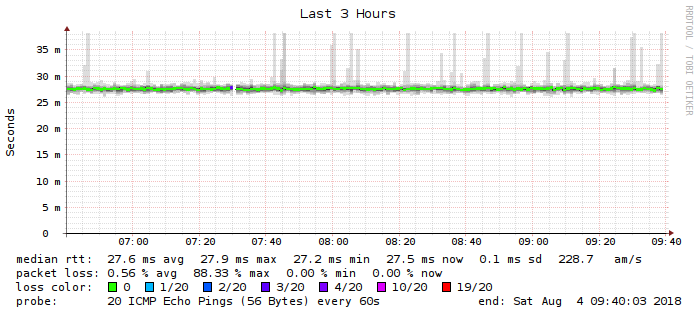 Last 3 Hours
RRDTOOL / TOBI OETIKER
Seconds
35 m
30 m
25 m
20 m
15 m
10 m
5 m
0
07:00 07:20 07:40 08:00 08:20 08:40 09:00 09:20 09:40
median rtt: 27.6 ms avg 27.9 ms max 27.2 ms min 27.5 ms now 0.1 ms sd 228.7 am/s
packet loss: 0.56 % avg 88.33 % max 0.00 % min 0.00 % now
loss color: 0 1/20 2/20 3/20 4/20 10/20 19/20
probe: 20 ICMP Echo Pings (56 Bytes) every 60s end: Sat Aug 4 09:40:03 2018